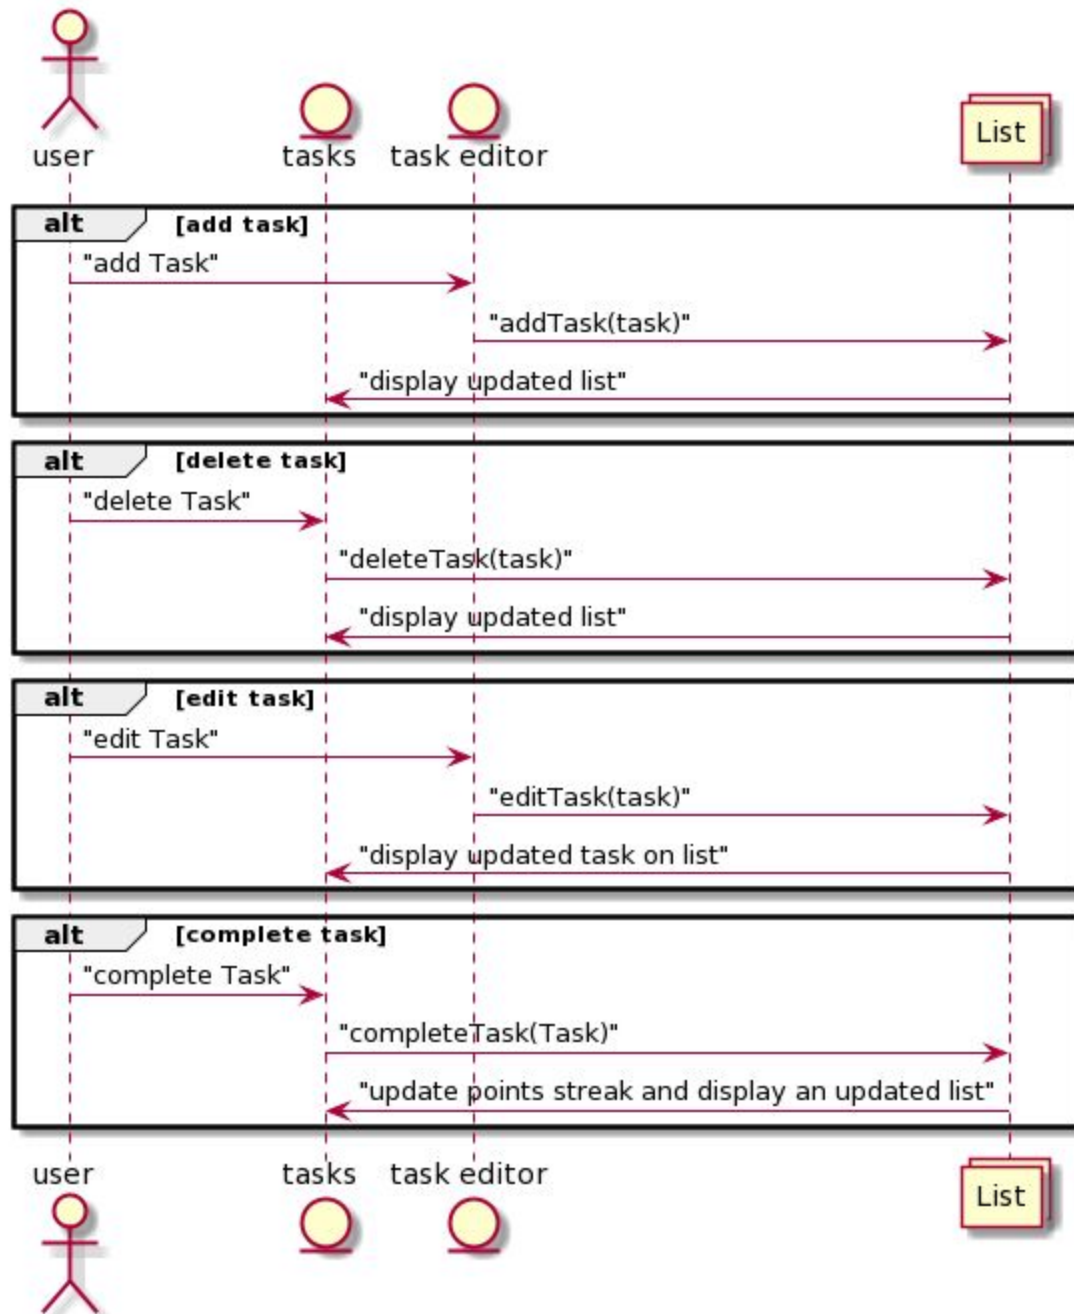 user
tasks
task editor
List
alt [add task]
"add Task"
"addTask(task)"
"display updated list"
alt [delete task]
"delete Task"
"deleteTask(task)"
"display updated list"
alt [edit task]
"edit Task"
"editTask(task)"
"display updated task on list"
alt [complete task]
"complete Task"
"completeTask(Task)"
"update points streak and display an updated list"
user
tasks
task editor
List